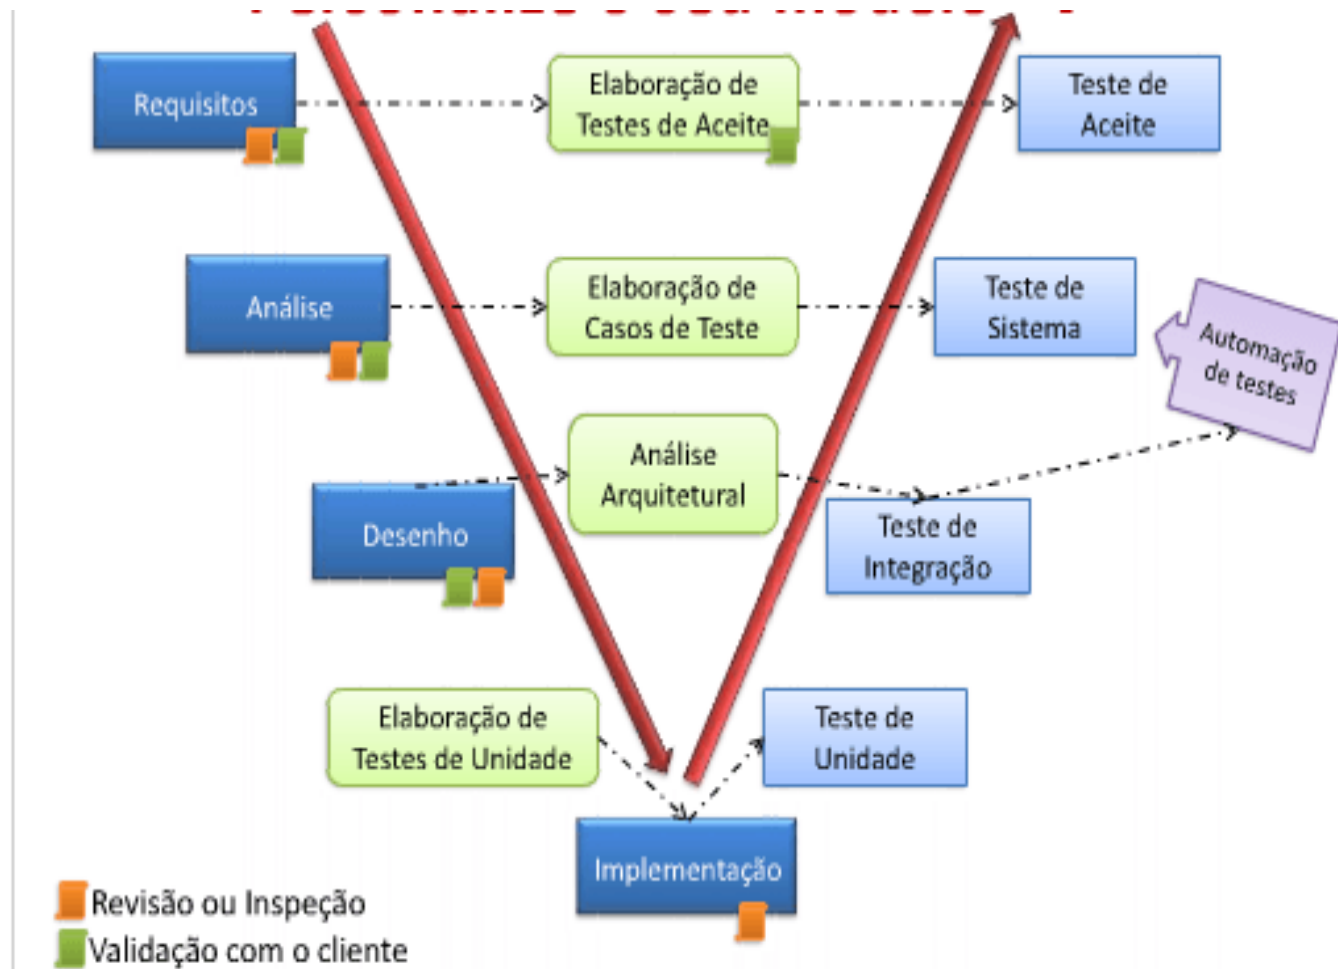 Requisitos
Elaboração de
Testes de Aceite
Teste de
Aceite
Análise
Elaboração de
Casos de Teste
Teste de
Sistema
Automação
de testes
Análise
Arquitetural
Desenho
Teste de
Integração
Elaboração de
Testes de Unidade
Teste de
Unidade
Implementação
Revisão ou Inspeção
Validação com o cliente